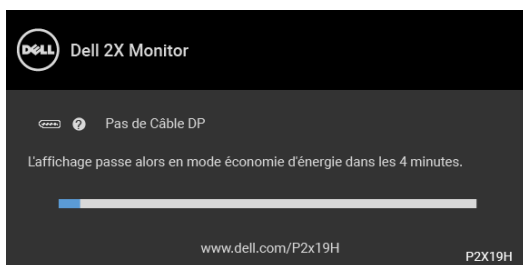 DELL Dell 2X Monitor
Pas de Câble DP
L'affichage passe alors en mode économie d'énergie dans les 4 minutes.
www.dell.com/P2x19H
P2X19H